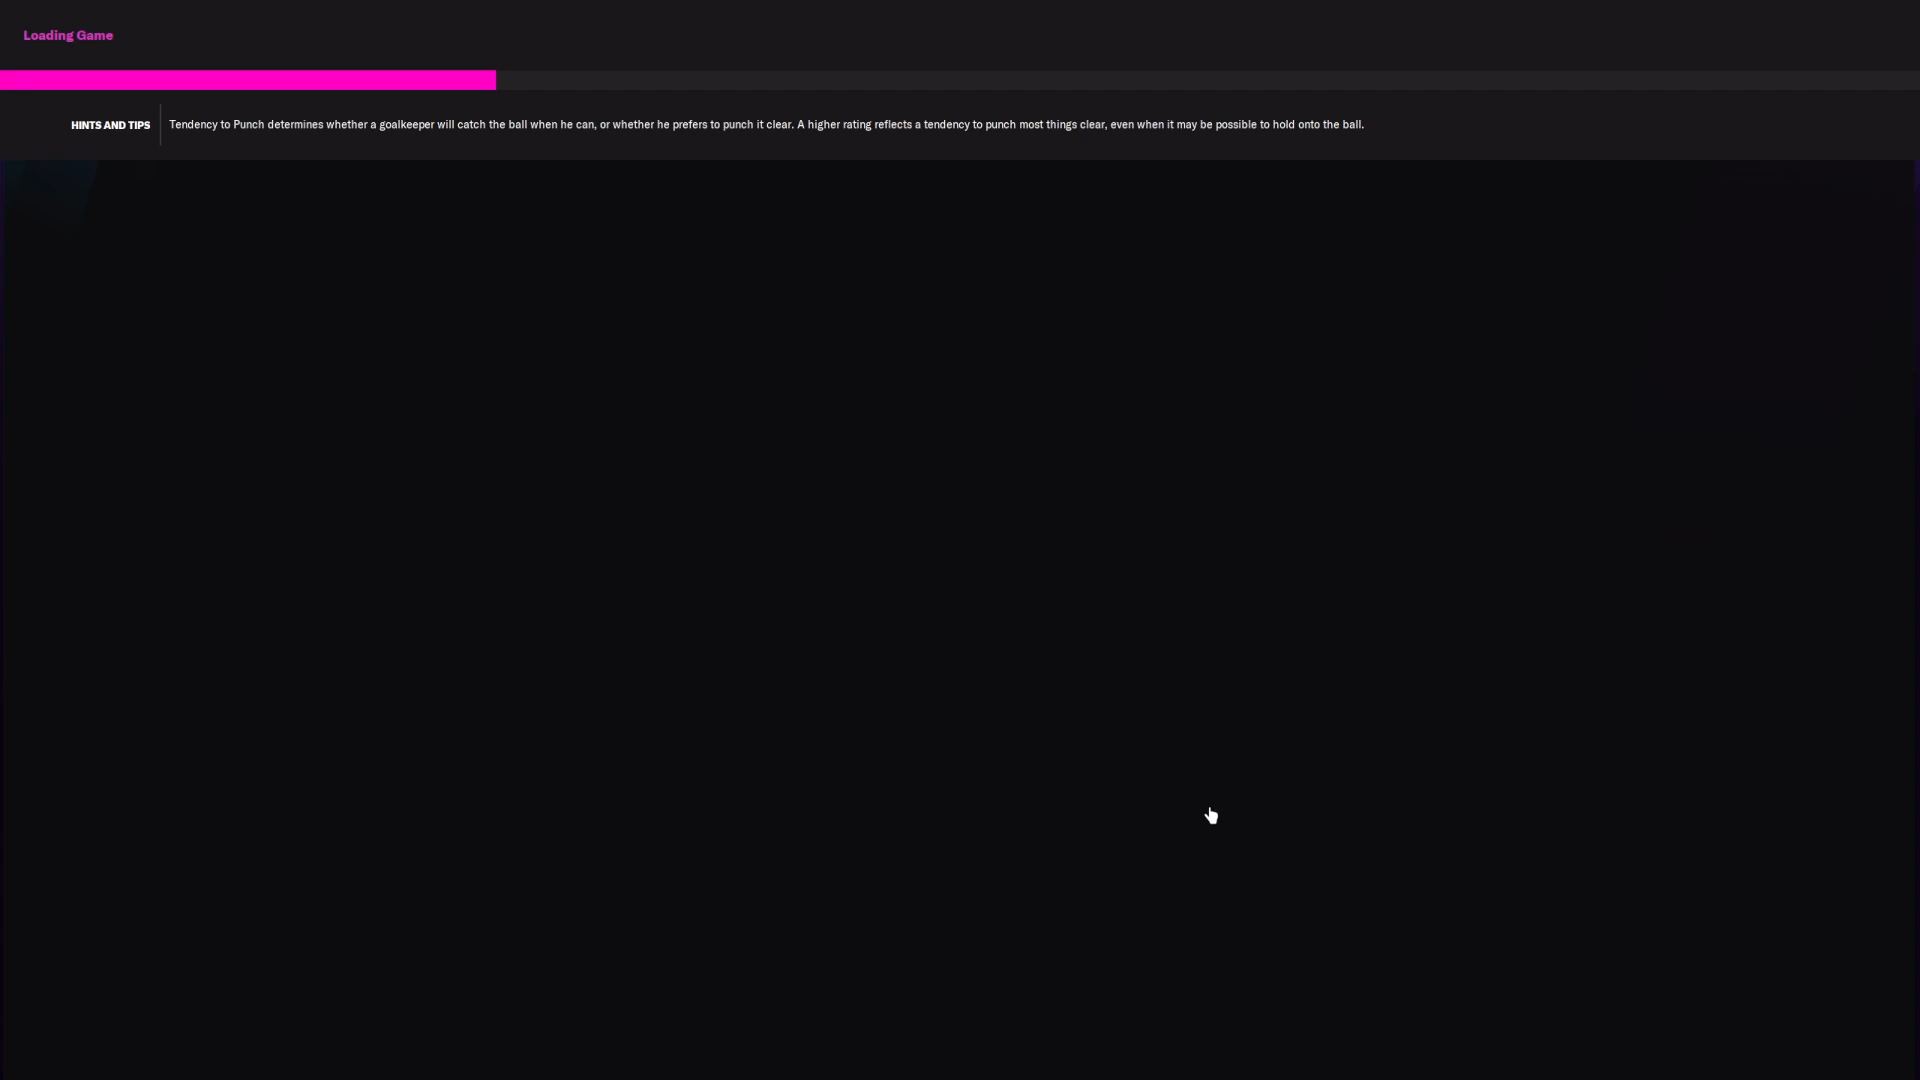 Loading Game
HINTS AND TIPS
Tendency to Punch determines whether a goalkeeper will catch the ball when he can, or whether he prefers to punch it clear. A higher rating reflects a tendency to punch most things clear, even when it may be possible to hold onto the ball.